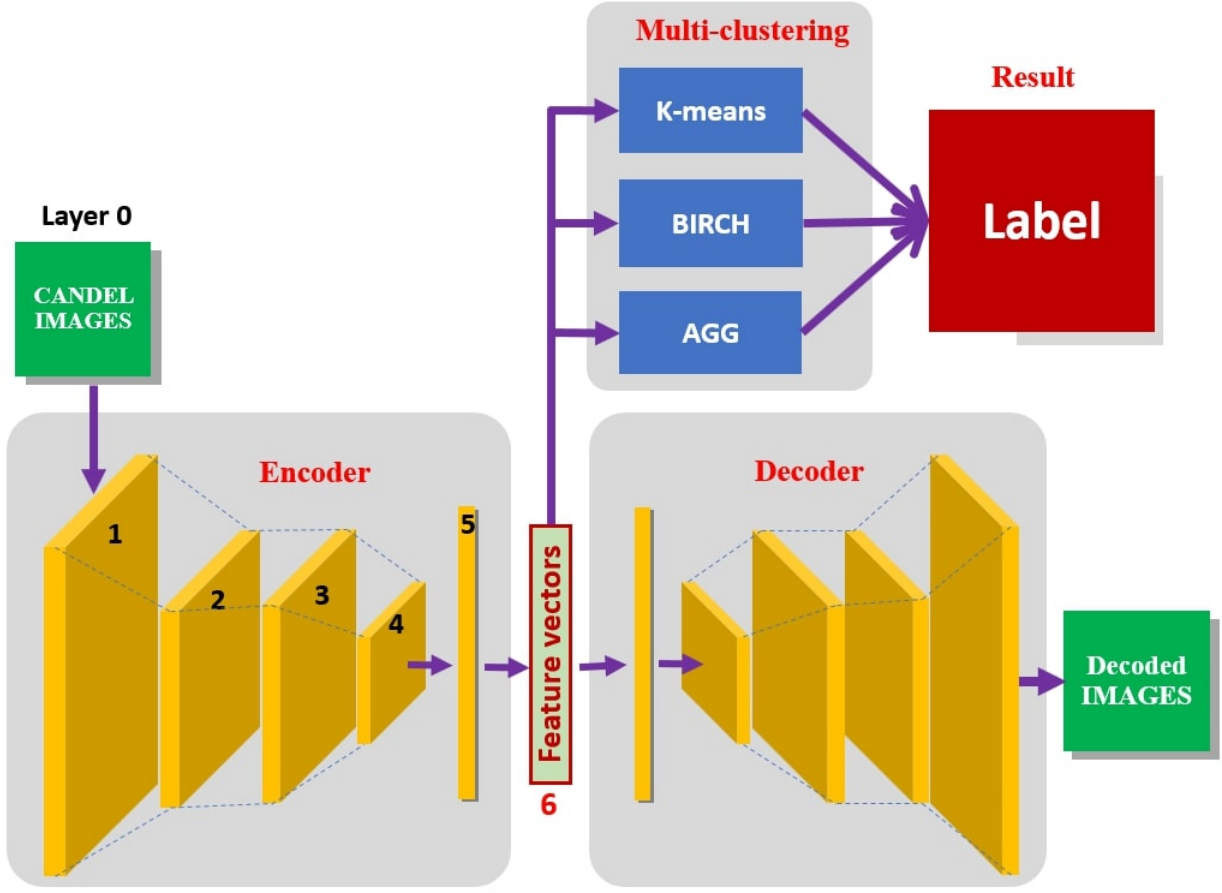 Multi-clustering
K-means
BIRCH
AGG
Result
Label
Layer 0
CANDEL
IMAGES
Encoder
1
2
3
4
5
Feature vectors
6
Decoder
Decoded
IMAGES